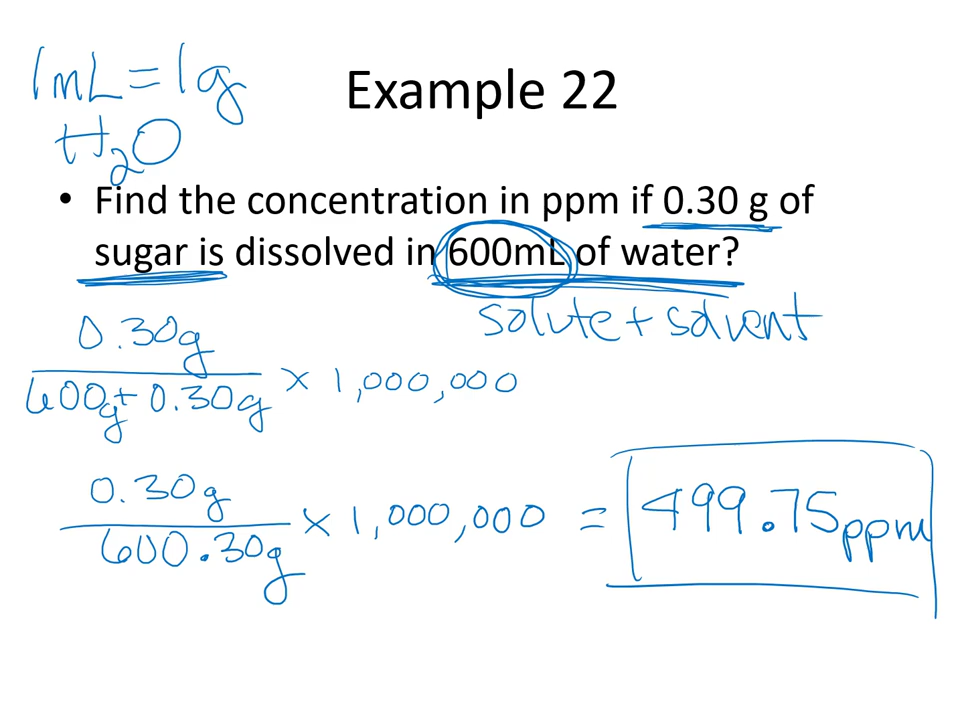 1mL = 1g
H₂O
Example 22
• Find the concentration in ppm if 0.30 g of
sugar is dissolved in 600mL of water?
solute + solvent
0.30g
600g + 0.30g × 1,000,000
0.30g
600.30g × 1,000,000 = 499.75ppm